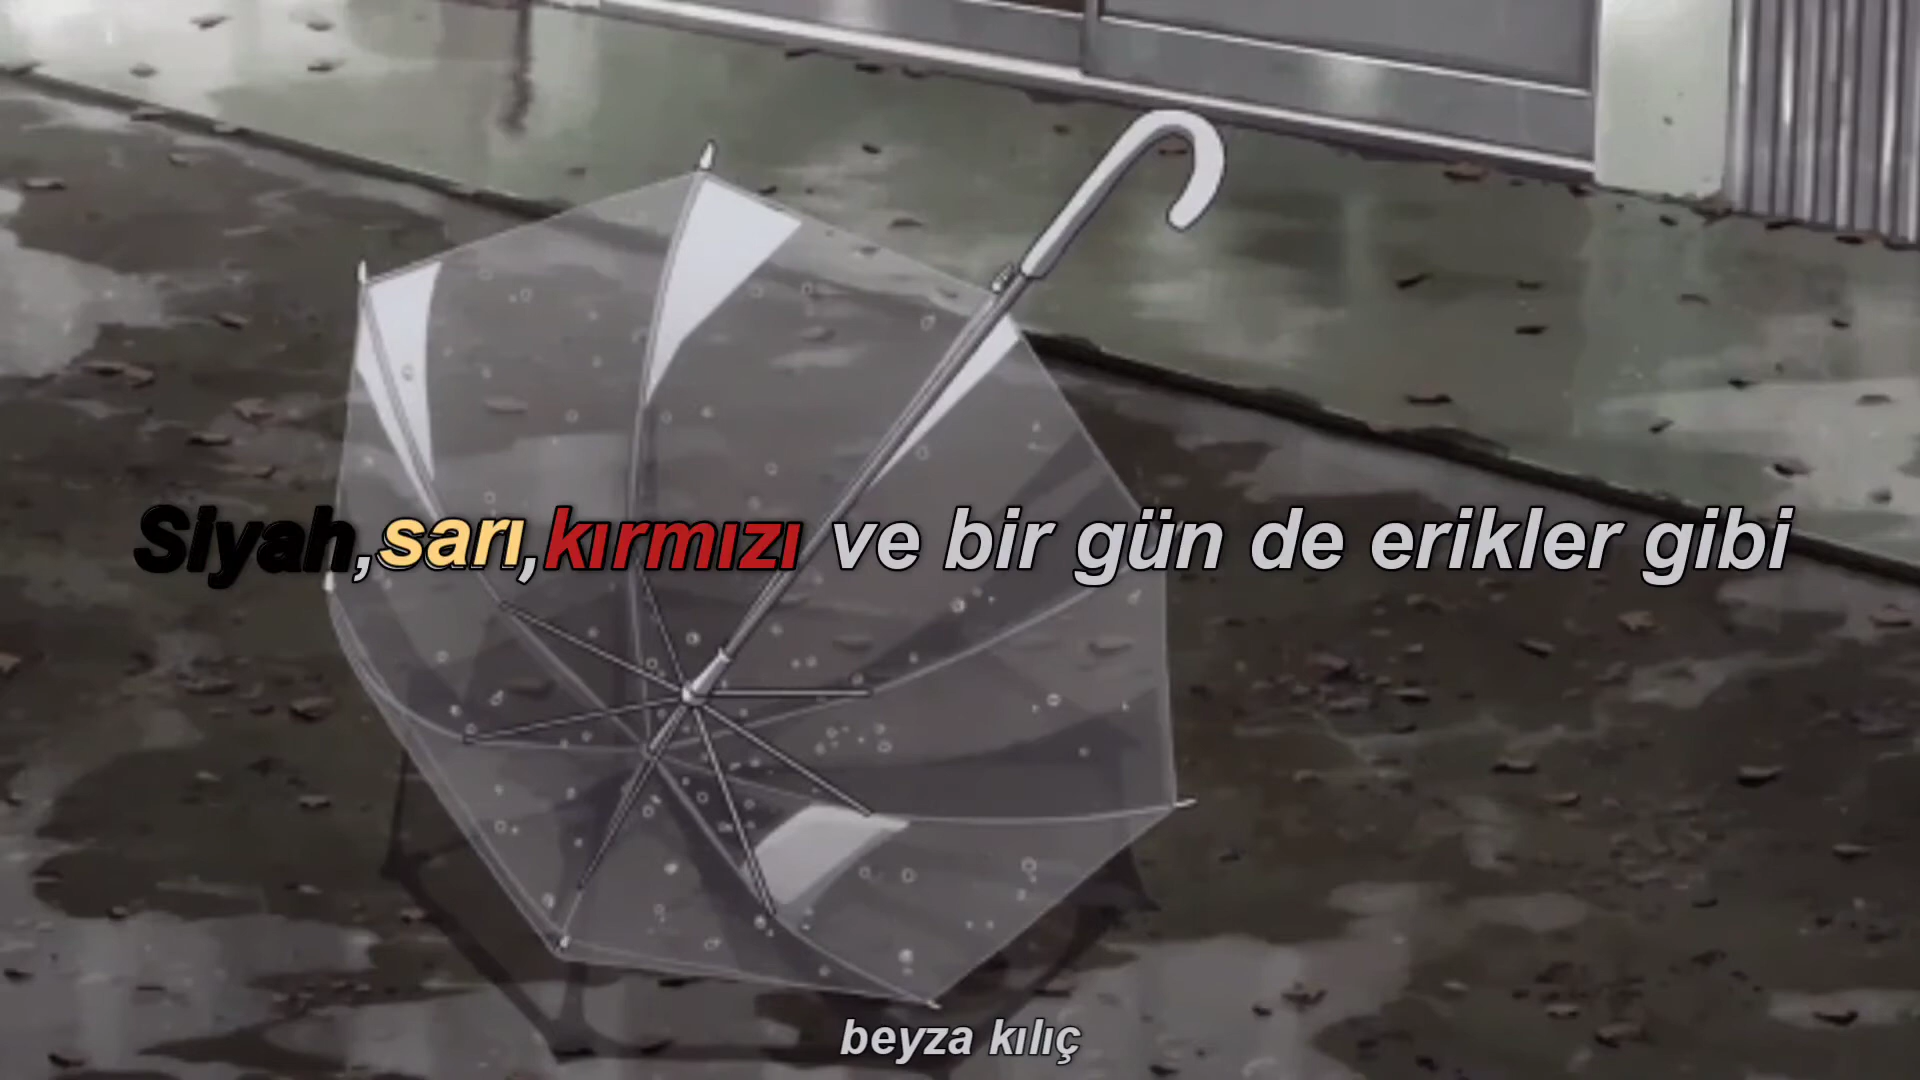 Siyah,sarı,kırmızı ve bir gün de erikler gibi
beyza kılıç